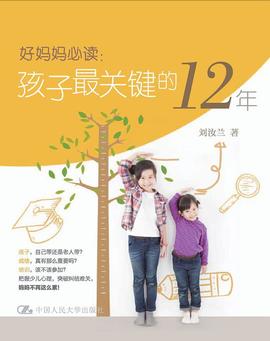 好妈妈必读：
孩子最关键的12年
刘汝兰 著
孩子，自己带还是老人带？
成绩，真有那么重要吗？
培训，该不该参加？
把握少儿心理，突破纠结难关，
妈妈不再这么累！
中国人民大学出版社